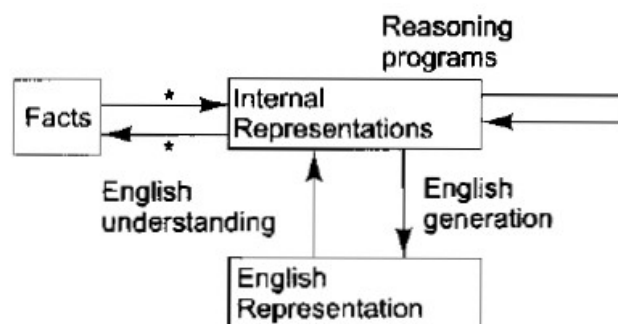 Reasoning
programs
*
Facts
Internal
Representations
*
English
understanding
English
generation
English
Representation